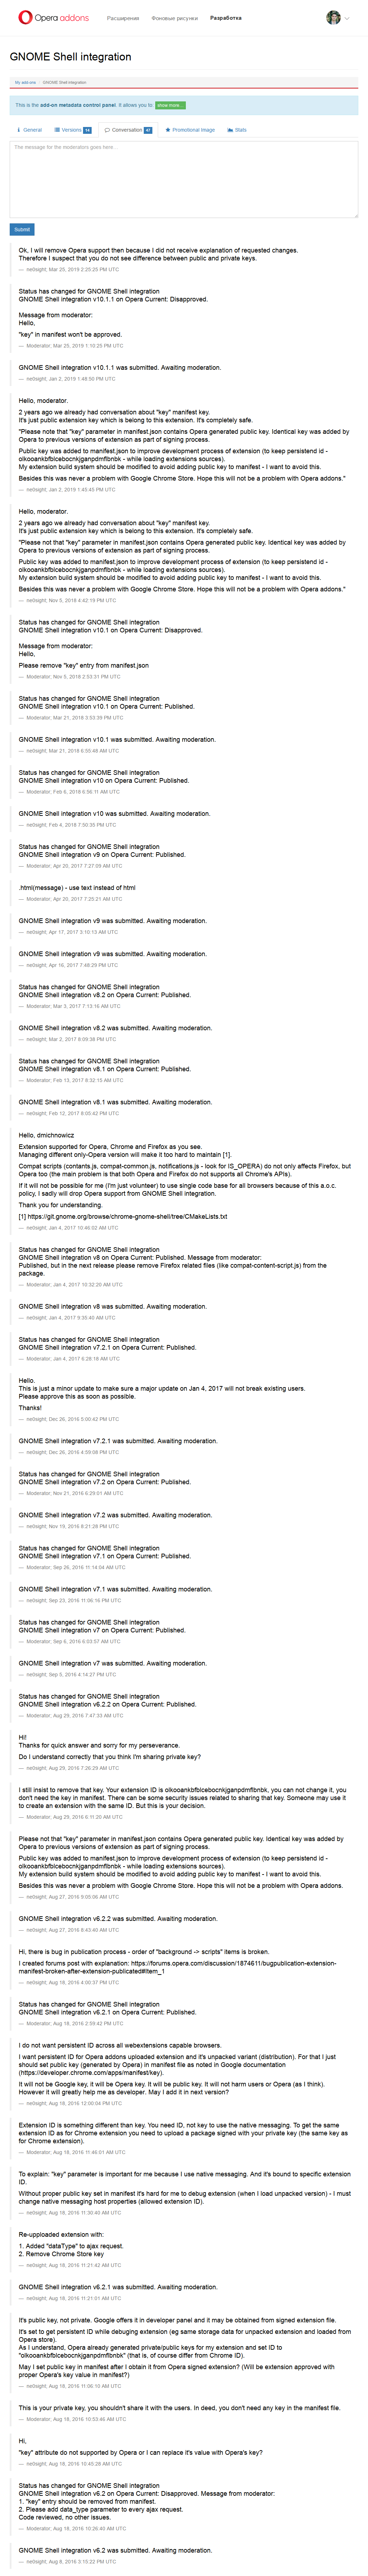 Opera addons
Расширения
Фоновые рисунки
Разработка
GNOME Shell integration
My add-ons / GNOME Shell integration
This is the add-on metadata control panel. It allows you to show more...
General
Versions 14
Conversation 47
Promotional Image
Stats
The message for the moderators goes here.
Submit
Ok, I will remove Opera support then because I did not receive explanation of requested changes.
Therefore I suspect that you do not see difference between public and private keys.
— ne0sight, Mar 25, 2019 2:25:25 PM UTC
Status has changed for GNOME Shell integration
GNOME Shell integration v10.1.1 on Opera Current: Disapproved.
Message from moderator:
Hello,
"key" in manifest won't be approved.
— Moderator, Mar 25, 2019 1:10:25 PM UTC
GNOME Shell integration v10.1.1 was submitted. Awaiting moderation.
— ne0sight, Jan 2, 2019 1:48:50 PM UTC
Hello, moderator.
2 years ago we already had conversation about "key" manifest key.
It's just public extension key which is belong to this extension. It's completely safe.
"Please note that "key" parameter in manifest.json contains Opera generated public key. Identical key was added by
Opera to previous versions of extension as part of signing process.
Public key was added to manifest.json to improve development process of extension (to keep persistend id -
olkooankbfblcebocnkjganpdmflbnbk - while loading extensions sources).
My extension build system should be modified to avoid adding public key to manifest - I want to avoid this.
Besides this was never a problem with Google Chrome Store. Hope this will not be a problem with Opera addons."
— ne0sight, Jan 2, 2019 1:45:45 PM UTC
Hello, moderator.
2 years ago we already had conversation about "key" manifest key.
It's just public extension key which is belong to this extension. It's completely safe.
"Please not that "key" parameter in manifest.json contains Opera generated public key. Identical key was added by
Opera to previous versions of extension as part of signing process.
Public key was added to manifest.json to improve development process of extension (to keep persistend id -
olkooankbfblcebocnkjganpdmflbnbk - while loading extensions sources).
My extension build system should be modified to avoid adding public key to manifest - I want to avoid this.
Besides this was never a problem with Google Chrome Store. Hope this will not be a problem with Opera addons."
— ne0sight, Nov 5, 2018 4:42:19 PM UTC
Status has changed for GNOME Shell integration
GNOME Shell integration v10.1 on Opera Current: Disapproved.
Message from moderator:
Hello,
Please remove "key" entry from manifest.json
— Moderator, Nov 5, 2018 2:53:31 PM UTC
Status has changed for GNOME Shell integration
GNOME Shell integration v10.1 on Opera Current: Published.
— Moderator, Mar 21, 2018 3:53:39 PM UTC
GNOME Shell integration v10.1 was submitted. Awaiting moderation.
— ne0sight, Mar 21, 2018 6:55:48 AM UTC
Status has changed for GNOME Shell integration
GNOME Shell integration v10 on Opera Current: Published.
— Moderator, Feb 6, 2018 6:36:11 AM UTC
GNOME Shell integration v10 was submitted. Awaiting moderation.
— ne0sight, Feb 4, 2018 7:50:35 PM UTC
Status has changed for GNOME Shell integration
GNOME Shell integration v9 on Opera Current: Published.
— Moderator, Apr 20, 2017 7:27:09 AM UTC
.html(message) - use text instead of html
— Moderator, Apr 20, 2017 7:25:21 AM UTC
GNOME Shell integration v9 was submitted. Awaiting moderation.
— ne0sight, Apr 17, 2017 3:10:13 AM UTC
GNOME Shell integration v9 was submitted. Awaiting moderation.
— ne0sight, Apr 16, 2017 7:48:29 PM UTC
Status has changed for GNOME Shell integration
GNOME Shell integration v8.2 on Opera Current: Published.
— Moderator, Mar 3, 2017 7:13:16 AM UTC
GNOME Shell integration v8.2 was submitted. Awaiting moderation.
— ne0sight, Mar 2, 2017 8:09:38 PM UTC
Status has changed for GNOME Shell integration
GNOME Shell integration v8.1 on Opera Current: Published.
— Moderator, Feb 13, 2017 8:32:15 AM UTC
GNOME Shell integration v8.1 was submitted. Awaiting moderation.
— ne0sight, Feb 12, 2017 6:05:42 PM UTC
Hello, dmichnowicz
Extension supported for Opera, Chrome and Firefox as you see.
Managing different only-Opera version will make it too hard to maintain [1].
Compat scripts (contants.js, compat-common.js, notifications.js - look for IS_OPERA) do not only affects Firefox, but
Opera too (the main problem is that both Opera and Firefox do not supports all Chrome's APIs).
If it will not be possible for me (I'm just volunteer) to use single code base for all browsers because of this a.o.c.
policy, I sadly will drop Opera support from GNOME Shell integration.
Thank you for understanding.
[1] https://git.gnome.org/browse/chrome-gnome-shell/tree/CMakeLists.txt
— ne0sight, Jan 4, 2017 10:46:52 AM UTC
Status has changed for GNOME Shell integration
GNOME Shell integration v8 on Opera Current: Published. Message from moderator:
Published, but in the next release please remove Firefox related files (like compat-content-script.js) from the
package.
— Moderator, Jan 4, 2017 10:32:20 AM UTC
GNOME Shell integration v8 was submitted. Awaiting moderation.
— ne0sight, Jan 4, 2017 9:35:40 AM UTC
Status has changed for GNOME Shell integration
GNOME Shell integration v7.2.1 on Opera Current: Published.
— Moderator, Jan 4, 2017 6:28:18 AM UTC
Hello.
This is just a minor update to make sure a major update on Jan 4, 2017 will not break existing users.
Please approve this as soon as possible.
Thanks!
— ne0sight, Dec 26, 2016 5:00:42 PM UTC
GNOME Shell integration v7.2.1 was submitted. Awaiting moderation.
— ne0sight, Dec 26, 2016 4:59:08 PM UTC
Status has changed for GNOME Shell integration
GNOME Shell integration v7.2 on Opera Current: Published.
— Moderator, Nov 21, 2016 6:29:01 AM UTC
GNOME Shell integration v7.2 was submitted. Awaiting moderation.
— ne0sight, Nov 19, 2016 8:21:28 PM UTC
Status has changed for GNOME Shell integration
GNOME Shell integration v7.1 on Opera Current: Published.
— Moderator, Sep 26, 2016 11:14:04 AM UTC
GNOME Shell integration v7.1 was submitted. Awaiting moderation.
— ne0sight, Sep 23, 2016 11:06:16 PM UTC
Status has changed for GNOME Shell integration
GNOME Shell integration v7 on Opera Current: Published.
— Moderator, Sep 6, 2016 6:03:57 AM UTC
GNOME Shell integration v7 was submitted. Awaiting moderation.
— ne0sight, Sep 5, 2016 4:14:27 PM UTC
Status has changed for GNOME Shell integration
GNOME Shell integration v6.2.2 on Opera Current: Published.
— Moderator, Aug 29, 2016 7:47:33 AM UTC
Hi!
Thanks for quick answer and sorry for my perseverance.
Do I understand correctly that you think I'm sharing private key?
— ne0sight, Aug 29, 2016 7:26:29 AM UTC
I still insist to remove that key. Your extension ID is olkooankbfblcebocnkjganpdmflbnbk, you can not change it, you
don't need the key in manifest. There can be some security issues related to sharing that key. Someone may use it
to create an extension with the same ID. But this is your decision.
— Moderator, Aug 29, 2016 6:11:20 AM UTC
Please note that "key" parameter in manifest.json contains Opera generated public key. Identical key was added by
Opera to previous versions of extension as part of signing process.
Public key was added to manifest.json to improve development process of extension (to keep persistend id -
olkooankbfblcebocnkjganpdmflbnbk - while loading extensions sources).
My extension build system should be modified to avoid adding public key to manifest - I want to avoid this.
Besides this was never a problem with Google Chrome Store. Hope this will not be a problem with Opera addons.
— ne0sight, Aug 27, 2016 9:05:06 AM UTC
GNOME Shell integration v6.2.2 was submitted. Awaiting moderation.
— ne0sight, Aug 27, 2016 8:43:40 AM UTC
Hi, there is bug in publication process - order of "background -> scripts" items is broken.
I created forums post with explanation: https://forums.opera.com/discussion/1874611/bugpublication-extension-
manifest-broken-after-extension-publicated#Item_1
— ne0sight, Aug 18, 2016 4:00:37 PM UTC
Status has changed for GNOME Shell integration
GNOME Shell integration v6.2.1 on Opera Current: Published.
— Moderator, Aug 18, 2016 2:59:42 PM UTC
I do not want persistent ID across all webextensions capable browsers.
I want persistent ID for Opera addons uploaded extension and it's unpacked variant (distribution). For that I just
should set public key (generated by Opera) in manifest file as noted in Google documentation
(https://developer.chrome.com/apps/manifest/key).
It will not be Google key, it will be Opera key. It will be public key. It will not harm users or Opera (as I think).
However it will greatly help me as developer. May I add it in next version?
— ne0sight, Aug 18, 2016 12:00:04 PM UTC
Extension ID is something different than key. You need ID, not key to use the native messaging. To get the same
extension ID as for Chrome extension you need to upload a package signed with your private key (the same key as
for Chrome extension).
— Moderator, Aug 18, 2016 11:46:01 AM UTC
To explain: "key" parameter is important for me because I use native messaging. And it's bound to specific extension
ID.
Without proper public key set in manifest it's hard for me to debug extension (when I load unpacked version) - I must
change native messaging host properties (allowed extension ID).
— ne0sight, Aug 18, 2016 11:30:40 AM UTC
Re-upploaded extension with:
1. Added "dataType" to ajax request.
2. Remove Chrome Store key
— ne0sight, Aug 18, 2016 11:21:42 AM UTC
GNOME Shell integration v6.2.1 was submitted. Awaiting moderation.
— ne0sight, Aug 18, 2016 11:21:01 AM UTC
It's public key, not private. Google offers it in developer panel and it may be obtained from signed extension file.
It's set to get persistent ID while debuging extension (eg same storage data for unpacked extension and loaded from
Opera store).
As I understand, Opera already generated private/public keys for my extension and set ID to
"olkooankbfblcebocnkjganpdmflbnbk" (that is, of course differ from Chrome ID).
May I set public key in manifest after I obtain it from Opera signed extension? (Will be extension approved with
proper Opera's key value in manifest?)
— ne0sight, Aug 18, 2016 11:06:10 AM UTC
This is your private key, you shouldn't share it with the users. In deed, you don't need any key in the manifest file.
— Moderator, Aug 18, 2016 10:53:46 AM UTC
Hi,
"key" attribute do not supported by Opera or I can replace it's value with Opera's key?
— ne0sight, Aug 18, 2016 10:45:28 AM UTC
Status has changed for GNOME Shell integration
GNOME Shell integration v6.2 on Opera Current: Disapproved. Message from moderator:
1. "key" entry should be removed from manifest.
2. Please add data_type parameter to every ajax request.
Code reviewed, no other issues.
— Moderator, Aug 18, 2016 10:26:40 AM UTC
GNOME Shell integration v6.2 was submitted. Awaiting moderation.
— ne0sight, Aug 8, 2016 3:15:22 PM UTC